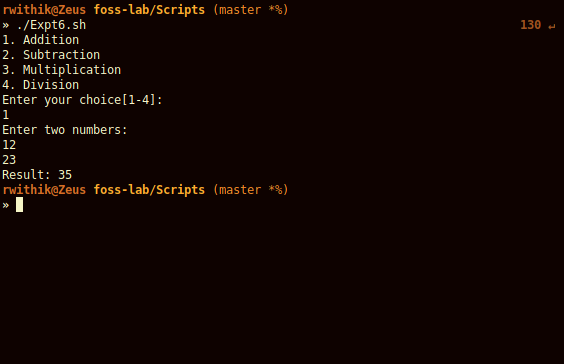 rwithik@Zeus foss-lab/Scripts (master *%)
» ./Expt6.sh 130 ↵
1. Addition
2. Subtraction
3. Multiplication
4. Division
Enter your choice[1-4]:
1
Enter two numbers:
12
23
Result: 35
rwithik@Zeus foss-lab/Scripts (master *%)
»